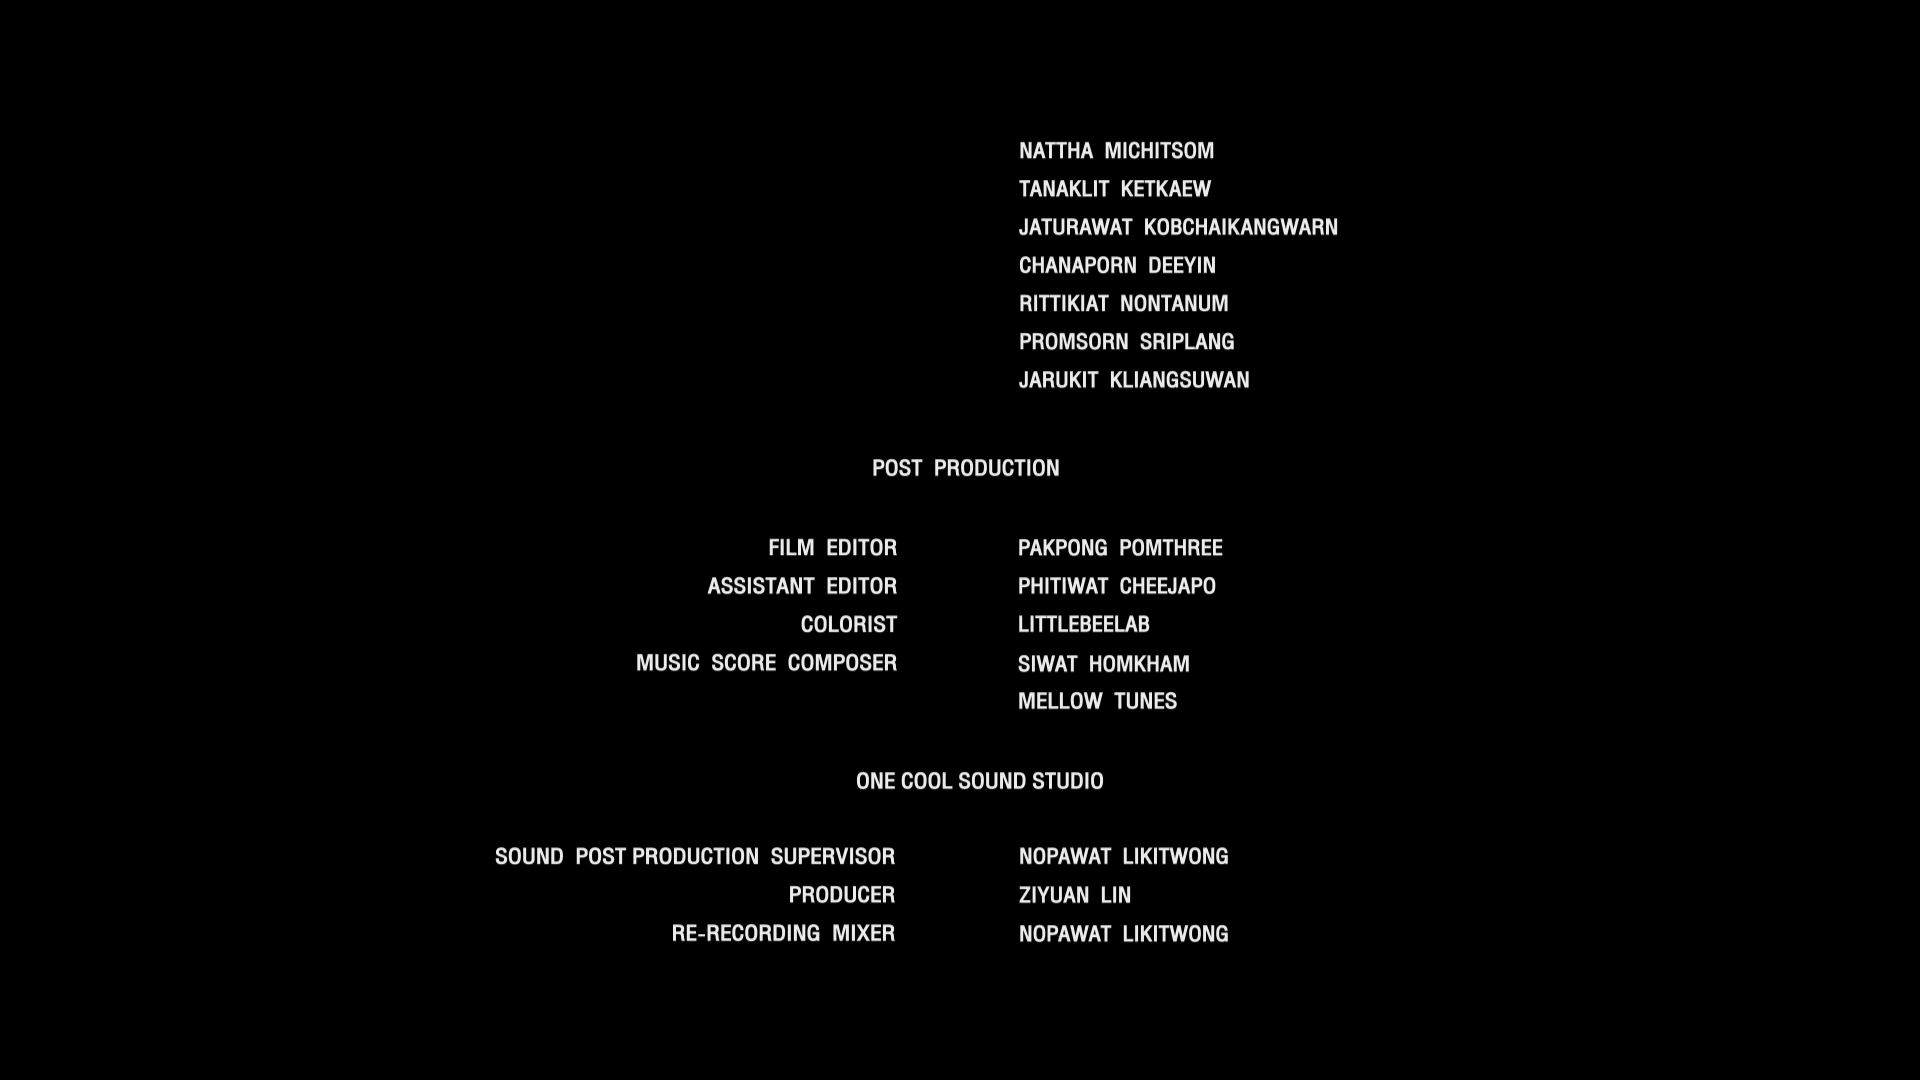 NATTHA MICHITSOM
TANAKLIT KETKAEW
JATURAWAT KOBCHAIKANGWARN
CHANAPORN DEEYIN
RITTIKIAT NONTANUM
PROMSORN SRIPLANG
JARUKIT KLIANGSUWAN
POST PRODUCTION
FILM EDITOR PAKPONG POMTHREE
ASSISTANT EDITOR PHITIWAT CHEEJAPO
COLORIST LITTLEBEELAB
MUSIC SCORE COMPOSER SIWAT HOMKHAM
MELLOW TUNES
ONE COOL SOUND STUDIO
SOUND POST PRODUCTION SUPERVISOR NOPAWAT LIKITWONG
PRODUCER ZIYUAN LIN
RE-RECORDING MIXER NOPAWAT LIKITWONG